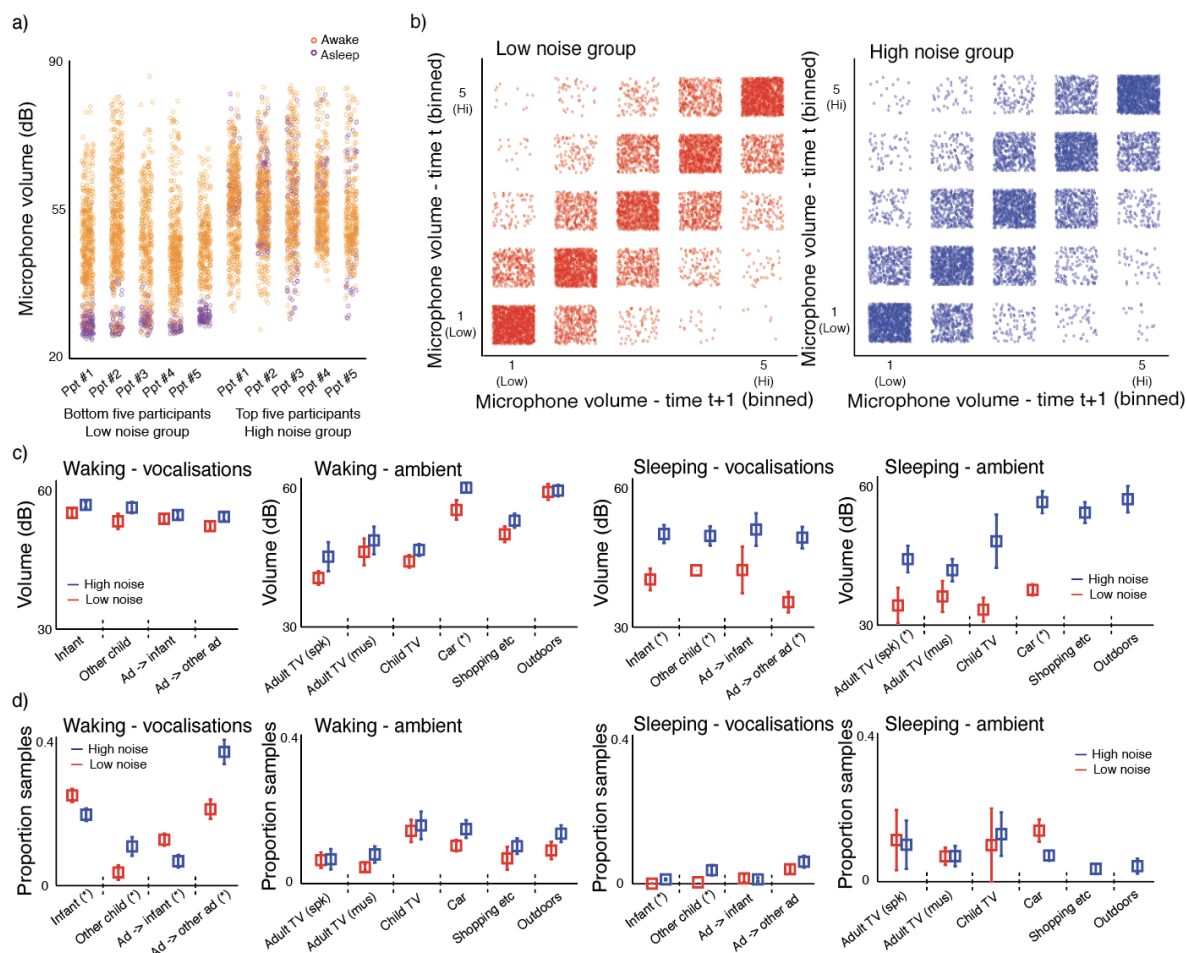 a)
Awake
Asleep
90
55
20
Microphone volume (dB)
Ppt #1
Ppt #2
Ppt #3
Ppt #4
Ppt #5
Ppt #1
Ppt #2
Ppt #3
Ppt #4
Ppt #5
Bottom five participants
Low noise group
Top five participants
High noise group
b)
Low noise group
Microphone volume - time t (binned)
5
(Hi)
1
(Low)
1
(Low)
5
(Hi)
Microphone volume - time t+1 (binned)
High noise group
Microphone volume - time t (binned)
5
(Hi)
1
(Low)
1
(Low)
5
(Hi)
Microphone volume - time t+1 (binned)
c)
Waking - vocalisations
Volume (dB)
60
30
High noise
Low noise
Infant
Other child
Ad -> infant
Ad -> other ad
Waking - ambient
Volume (dB)
60
30
Adult TV (spk)
Adult TV (mus)
Child TV
Car (*)
Shopping etc
Outdoors
Sleeping - vocalisations
Volume (dB)
60
30
Infant (*)
Other child (*)
Ad -> infant
Ad -> other ad (*)
Sleeping - ambient
Volume (dB)
60
30
High noise
Low noise
Adult TV (spk) (*)
Adult TV (mus)
Child TV
Car (*)
Shopping etc
Outdoors
d)
Waking - vocalisations
Proportion samples
0.4
0
High noise
Low noise
Infant (*)
Other child (*)
Ad -> infant (*)
Ad -> other ad (*)
Waking - ambient
Proportion samples
0.4
0
Adult TV (spk)
Adult TV (mus)
Child TV
Car
Shopping etc
Outdoors
Sleeping - vocalisations
Proportion samples
0.4
0
Infant (*)
Other child (*)
Ad -> infant
Ad -> other ad
Sleeping - ambient
Proportion samples
0.4
0
High noise
Low noise
Adult TV (spk)
Adult TV (mus)
Child TV
Car
Shopping etc
Outdoors